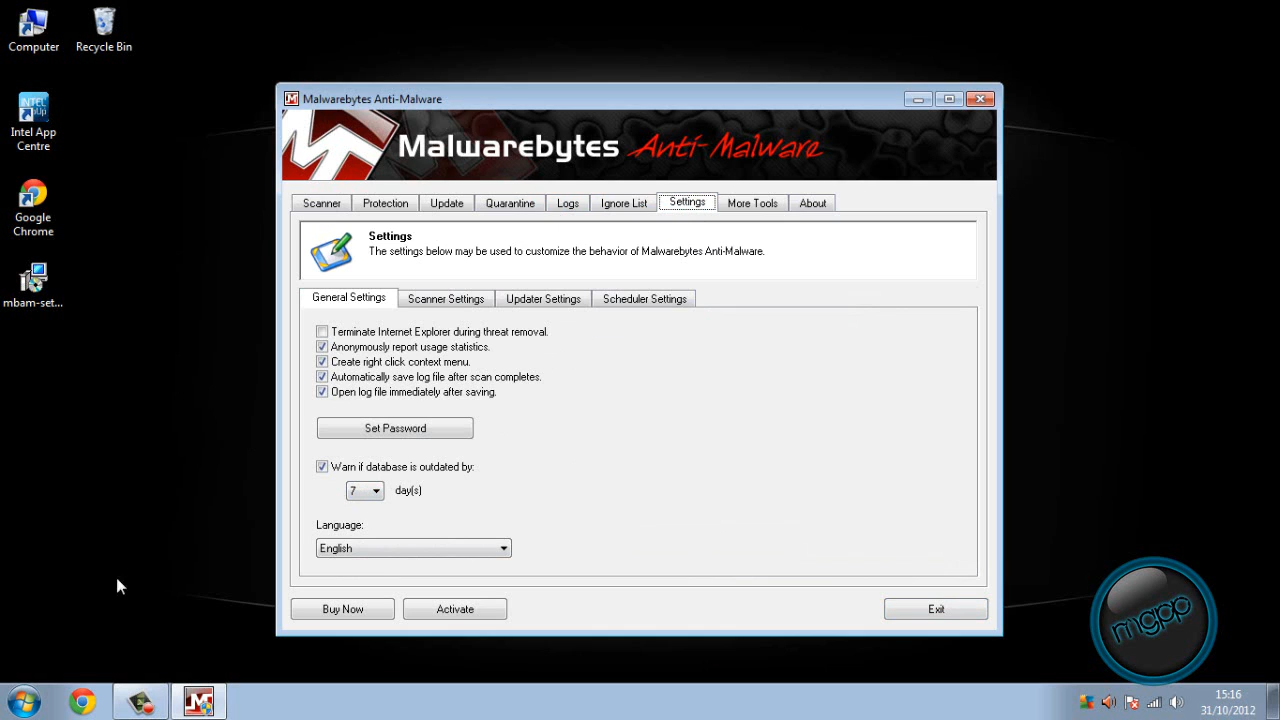 Computer
Recycle Bin
INTEL
Intel App
Centre
Google
Chrome
mbam-set...
Malwarebytes Anti-Malware
Malwarebytes Anti-Malware
Scanner
Protection
Update
Quarantine
Logs
Ignore List
Settings
More Tools
About
Settings
The settings below may be used to customize the behavior of Malwarebytes Anti-Malware.
General Settings
Scanner Settings
Updater Settings
Scheduler Settings
Terminate Internet Explorer during threat removal.
Anonymously report usage statistics.
Create right click context menu.
Automatically save log file after scan completes.
Open log file immediately after saving.
Set Password
Warn if database is outdated by:
7 day(s)
Language:
English
Buy Now
Activate
Exit
mgpp
15:16
31/10/2012